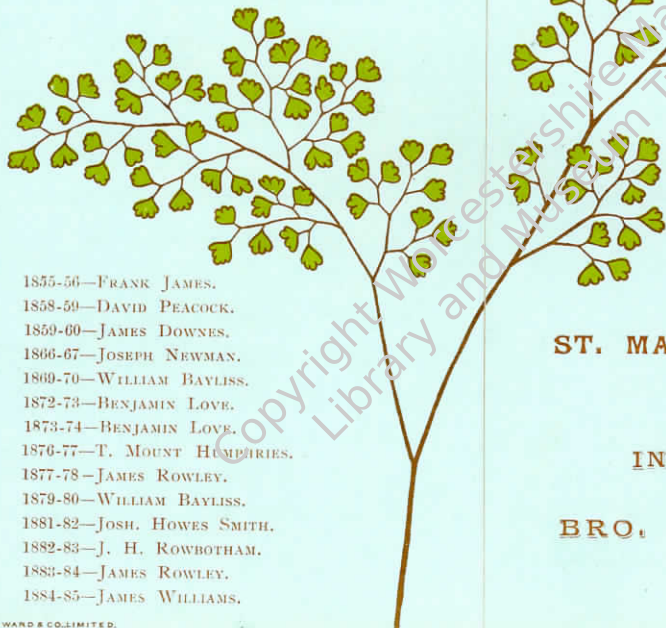 1855-56—FRANK JAMES.
1858-59—DAVID PEACOCK.
1859-60—JAMES DOWNES.
1866-67—JOSEPH NEWMAN.
1869-70—WILLIAM BAYLISS.
1872-73—BENJAMIN LOVE.
1873-74—BENJAMIN LOVE.
1876-77—T. MOUNT HUMPHRIES.
1877-78—JAMES ROWLEY.
1879-80—WILLIAM BAYLISS.
1881-82—JOSH. HOWES SMITH.
1882-83—J. H. ROWBOTHAM.
1883-84—JAMES ROWLEY.
1884-85—JAMES WILLIAMS.
WARD & CO. LIMITED.
ST. MA
IN
BRO.
Copyright Worcestershire Ma
Library and Museum T